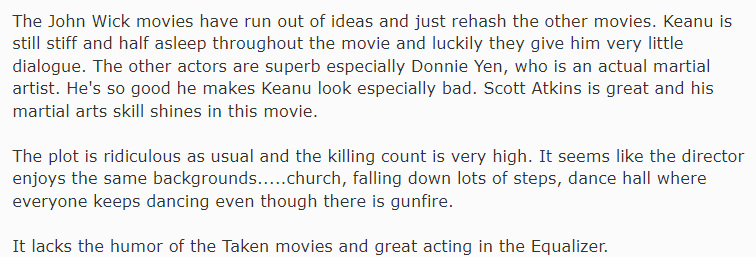 The John Wick movies have run out of ideas and just rehash the other movies. Keanu is
still stiff and half asleep throughout the movie and luckily they give him very little
dialogue. The other actors are superb especially Donnie Yen, who is an actual martial
artist. He's so good he makes Keanu look especially bad. Scott Atkins is great and his
martial arts skill shines in this movie.
The plot is ridiculous as usual and the killing count is very high. It seems like the director
enjoys the same backgrounds.....church, falling down lots of steps, dance hall where
everyone keeps dancing even though there is gunfire.
It lacks the humor of the Taken movies and great acting in the Equalizer.